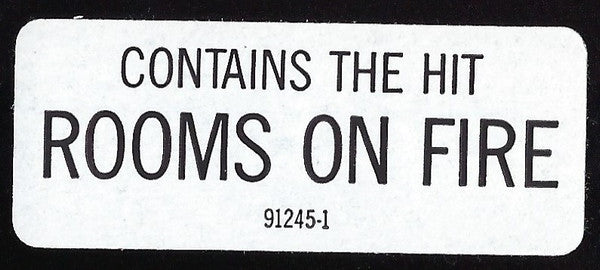 CONTAINS THE HIT
ROOMS ON FIRE
91245-1